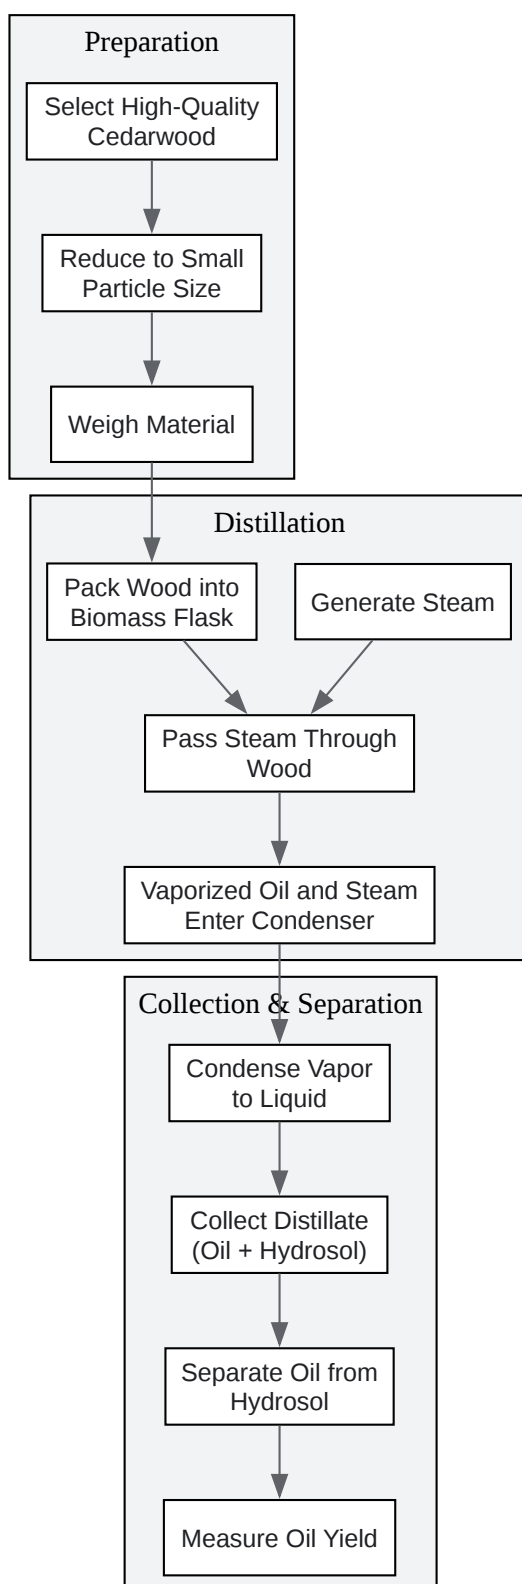 Preparation
Select High-Quality
Cedarwood
Reduce to Small
Particle Size
Weigh Material
Distillation
Pack Wood into
Biomass Flask
Generate Steam
Pass Steam Through
Wood
Vaporized Oil and Steam
Enter Condenser
Collection & Separation
Condense Vapor
to Liquid
Collect Distillate
(Oil + Hydrosol)
Separate Oil from
Hydrosol
Measure Oil Yield